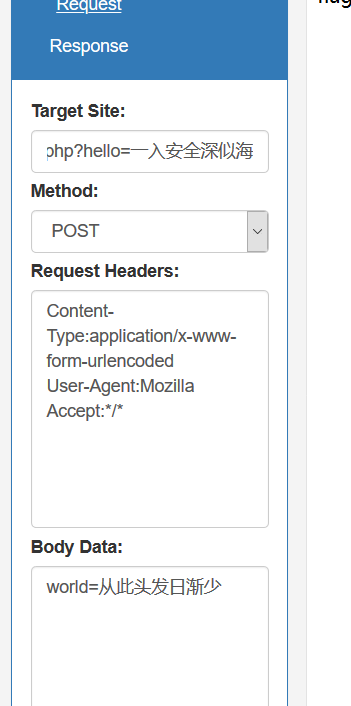 Request
Response
Target Site:
php?hello=一入安全深似海
Method:
POST
Request Headers:
Content-
Type:application/x-www-
form-urlencoded
User-Agent:Mozilla
Accept:*/*
Body Data:
world=从此头发日渐少